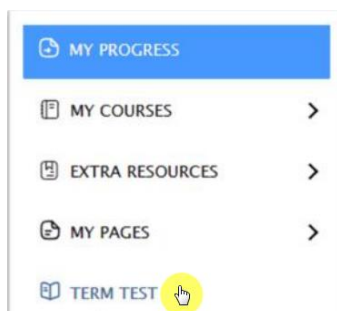 MY PROGRESS
MY COURSES
EXTRA RESOURCES
MY PAGES
TERM TEST